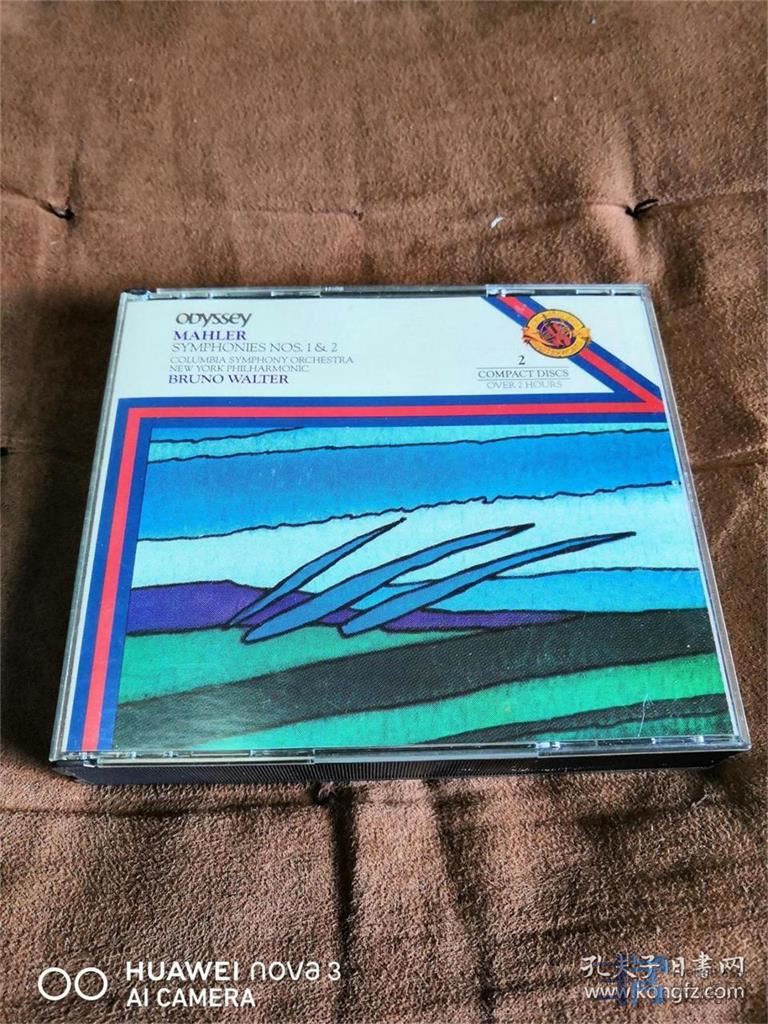 ODYSSEY
MAHLER
SYMPHONIES NOS. 1 & 2
COLUMBIA SYMPHONY ORCHESTRA
NEW YORK PHILHARMONIC
BRUNO WALTER
2
COMPACT DISCS
OVER 2 HOURS
HUAWEI nova 3
AI CAMERA
孔夫子旧書网
www.kongfz.com